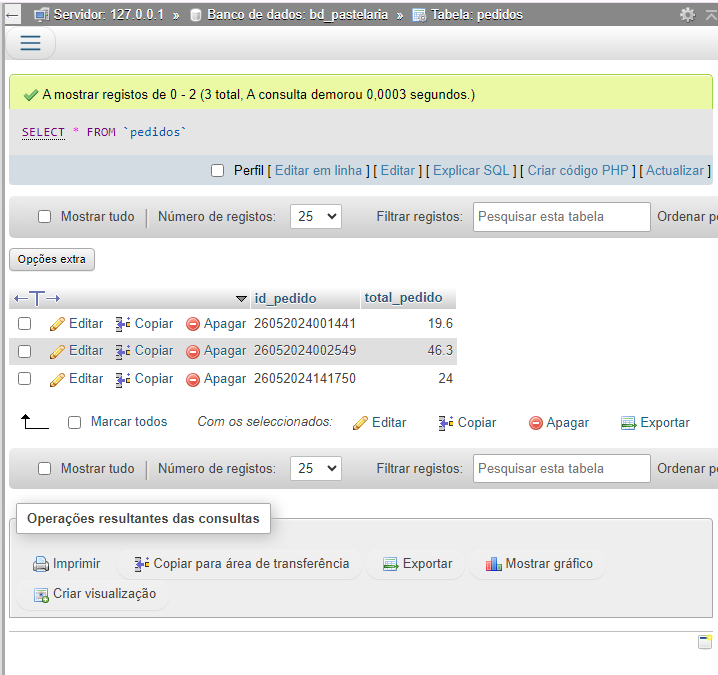 Servidor: 127.0.0.1 » Banco de dados: bd_pastelaria » Tabela: pedidos
A mostrar registos de 0 - 2 (3 total, A consulta demorou 0,0003 segundos.)
SELECT * FROM `pedidos`
Perfil [ Editar em linha ] [ Editar ] [ Explicar SQL ] [ Criar código PHP ] [ Actualizar ]
Mostrar tudo | Número de registos: 25 Filtrar registos: Pesquisar esta tabela Ordenar
Opções extra
←T→ id_pedido total_pedido
Editar Copiar Apagar 26052024001441 19.6
Editar Copiar Apagar 26052024002549 46.3
Editar Copiar Apagar 26052024141750 24
Marcar todos Com os seleccionados: Editar Copiar Apagar Exportar
Mostrar tudo | Número de registos: 25 Filtrar registos: Pesquisar esta tabela Ordenar
Operações resultantes das consultas
Imprimir Copiar para área de transferência Exportar Mostrar gráfico
Criar visualização